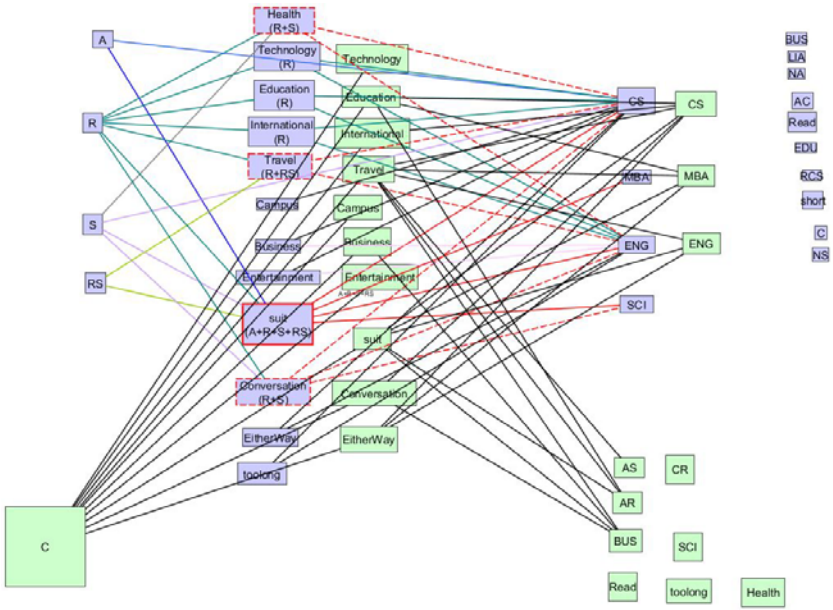 Health
(R+S)
A
BUS
LIA
Technology
(R)
Technology
NA
Education
(R)
Education
CS
CS
AC
R
Read
International
(R)
International
EDU
Travel
(R+RS)
Travel
MBA
MBA
RCS
Campus
Campus
short
S
C
Business
Business
ENG
ENG
NS
RS
Entertainment
Entertainment
SCI
suit
(A+R+S+RS)
suit
Conversation
(R+S)
Conversation
EitherWay
EitherWay
toolong
AS
CR
AR
C
BUS
SCI
Read
toolong
Health